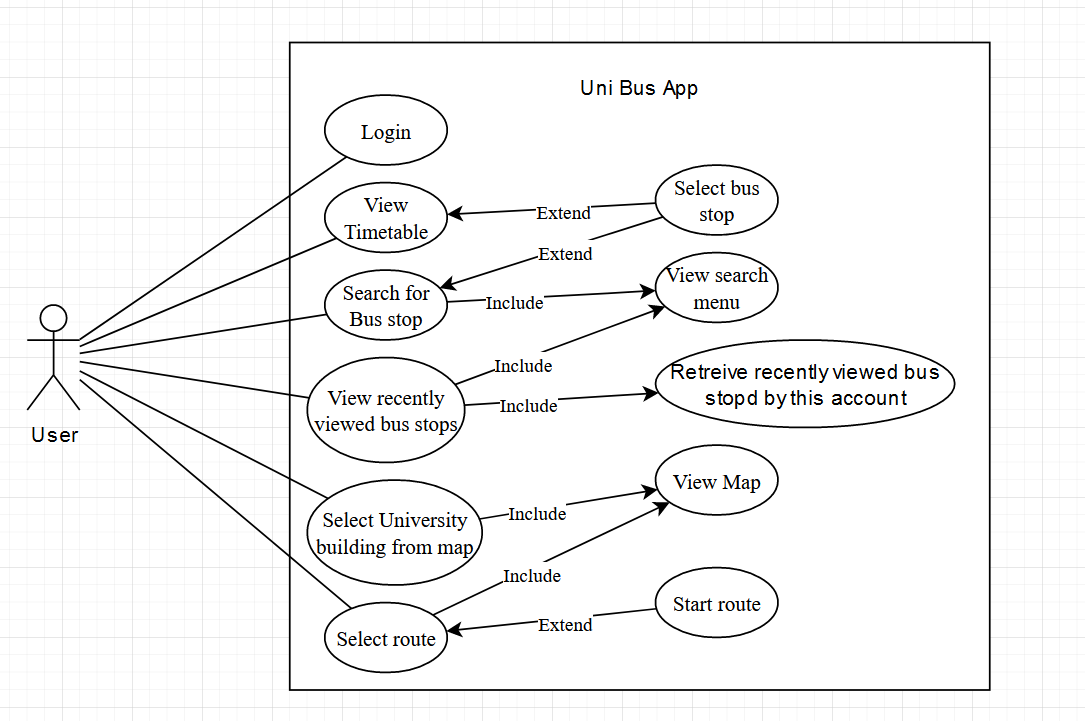 Uni Bus App
Login
View
Timetable
Extend
Select bus
stop
Extend
Search for
Bus stop
Include
View search
menu
Include
View recently
viewed bus stops
Include
Retreive recently viewed bus
stopd by this account
User
Select University
building from map
Include
View Map
Include
Select route
Extend
Start route